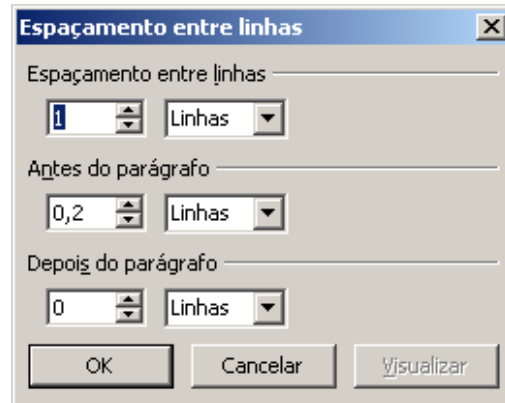 Espaçamento entre linhas
Espaçamento entre linhas
1 Linhas
Antes do parágrafo
0,2 Linhas
Depois do parágrafo
0 Linhas
OK Cancelar Visualizar